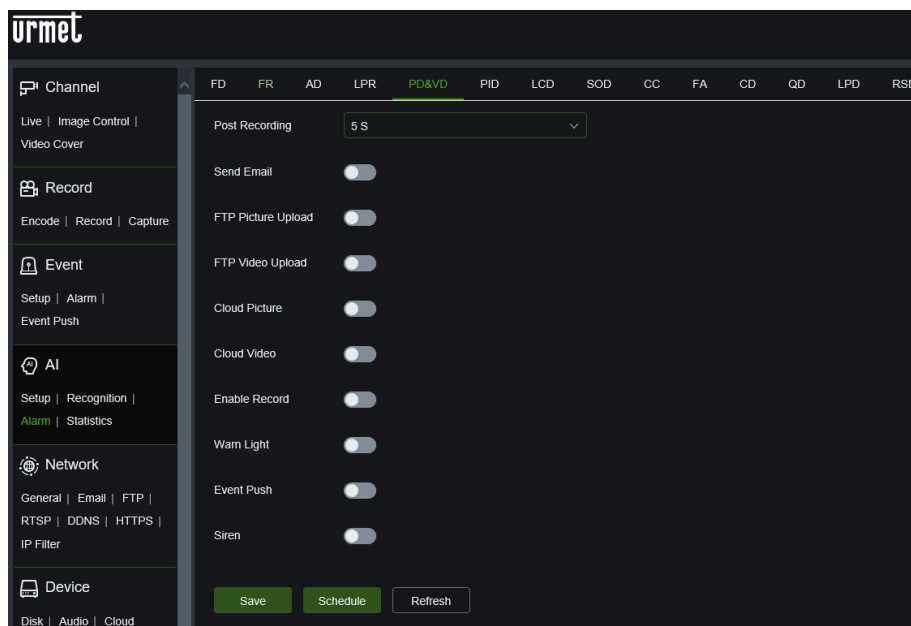 urmet
Channel
Live | Image Control |
Video Cover
Record
Encode | Record | Capture
Event
Setup | Alarm |
Event Push
AI
Setup | Recognition |
Alarm | Statistics
Network
General | Email | FTP |
RTSP | DDNS | HTTPS |
IP Filter
Device
Disk | Audio | Cloud
FD FR AD LPR PD&VD PID LCD SOD CC FA CD QD LPD
Post Recording 5 S
Send Email
FTP Picture Upload
FTP Video Upload
Cloud Picture
Cloud Video
Enable Record
Warn Light
Event Push
Siren
Save Schedule Refresh